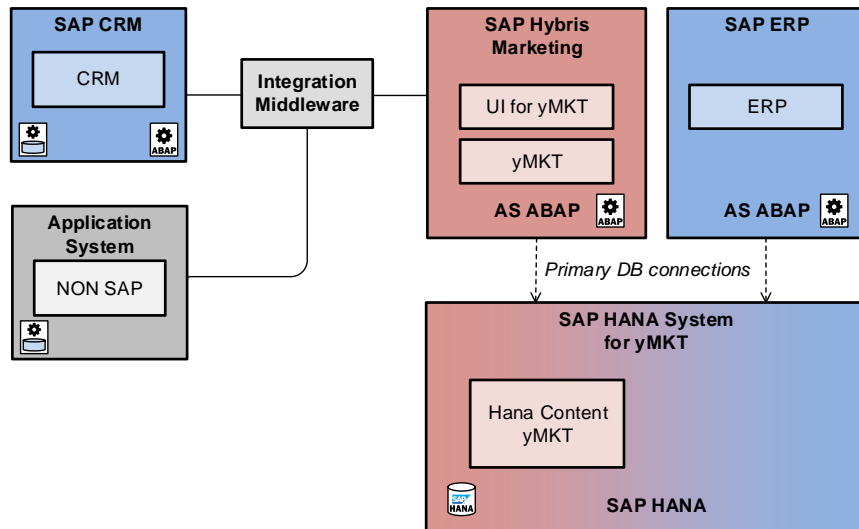 SAP CRM
CRM
ABAP
Integration
Middleware
SAP Hybris
Marketing
UI for yMKT
yMKT
AS ABAP
ABAP
SAP ERP
ERP
AS ABAP
ABAP
Application
System
NON SAP
Primary DB connections
SAP HANA System
for yMKT
Hana Content
yMKT
SAP
HANA
SAP HANA